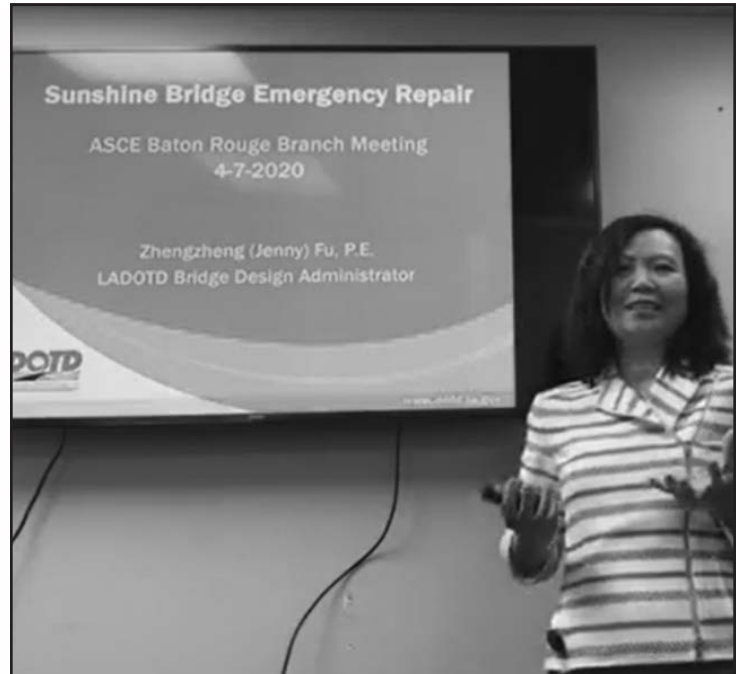 Sunshine Bridge Emergency Repair
ASCE Baton Rouge Branch Meeting
4-7-2020
Zhengzheng (Jenny) Fu, P.E.
LADOTD Bridge Design Administrator
DOTD